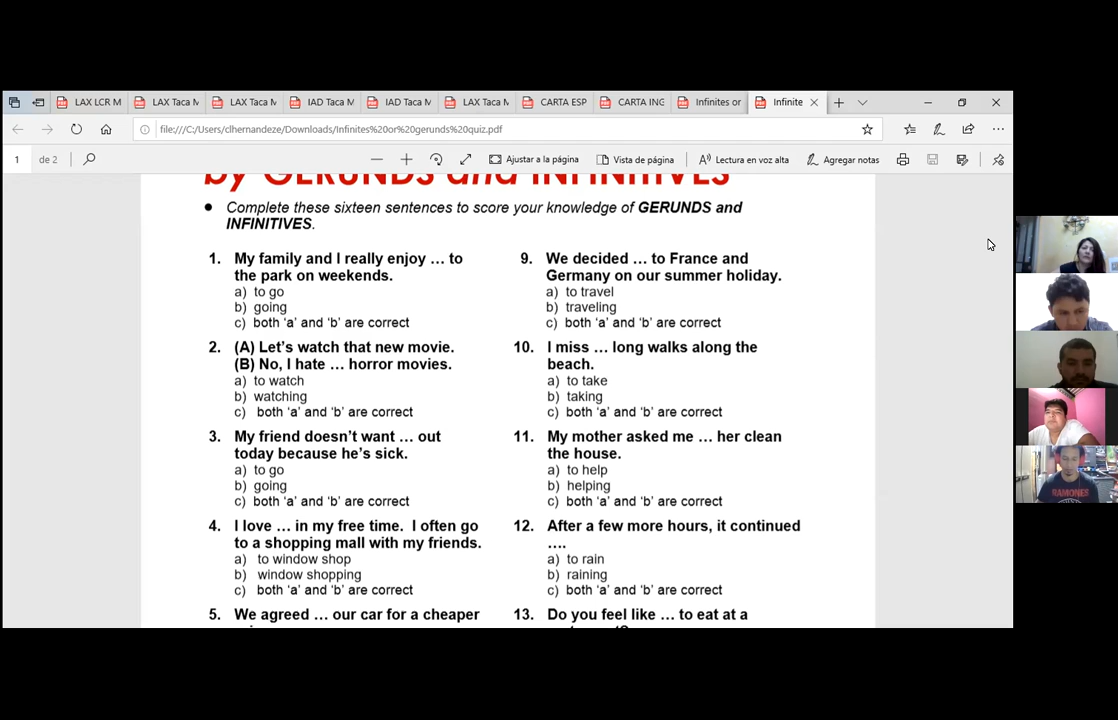 LAX LCR M
LAX Taca M
LAX Taca M
IAD Taca M
IAD Taca M
LAX Taca M
CARTA ESP
CARTA ING
Infinites or
Infinite
file:///C:/Users/clhernandeze/Downloads/Infinites%20or%20gerunds%20quiz.pdf
1 de 2
Ajustar a la página
Vista de página
Lectura en voz alta
Agregar notas
by GERUNDS and INFINITIVES
• Complete these sixteen sentences to score your knowledge of GERUNDS and
INFINITIVES.
1. My family and I really enjoy … to
the park on weekends.
a) to go
b) going
c) both ‘a’ and ‘b’ are correct
2. (A) Let’s watch that new movie.
(B) No, I hate … horror movies.
a) to watch
b) watching
c) both ‘a’ and ‘b’ are correct
3. My friend doesn’t want … out
today because he’s sick.
a) to go
b) going
c) both ‘a’ and ‘b’ are correct
4. I love … in my free time. I often go
to a shopping mall with my friends.
a) to window shop
b) window shopping
c) both ‘a’ and ‘b’ are correct
5. We agreed … our car for a cheaper
9. We decided … to France and
Germany on our summer holiday.
a) to travel
b) traveling
c) both ‘a’ and ‘b’ are correct
10. I miss … long walks along the
beach.
a) to take
b) taking
c) both ‘a’ and ‘b’ are correct
11. My mother asked me … her clean
the house.
a) to help
b) helping
c) both ‘a’ and ‘b’ are correct
12. After a few more hours, it continued
….
a) to rain
b) raining
c) both ‘a’ and ‘b’ are correct
13. Do you feel like … to eat at a
RAMONES